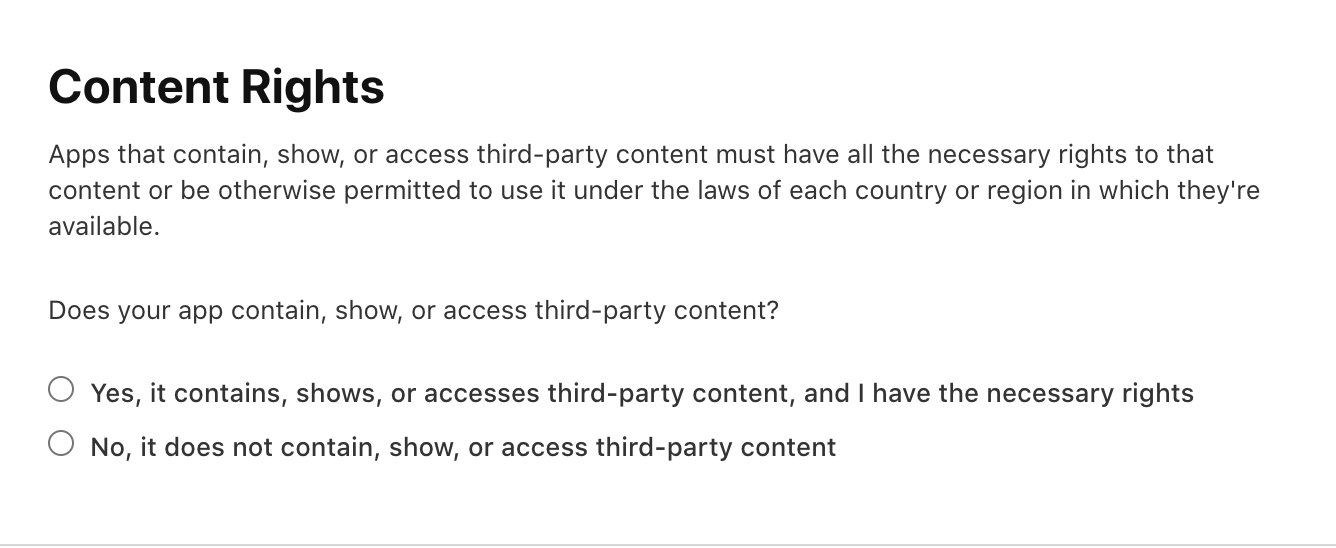 Content Rights
Apps that contain, show, or access third-party content must have all the necessary rights to that
content or be otherwise permitted to use it under the laws of each country or region in which they're
available.
Does your app contain, show, or access third-party content?
Yes, it contains, shows, or accesses third-party content, and I have the necessary rights
No, it does not contain, show, or access third-party content